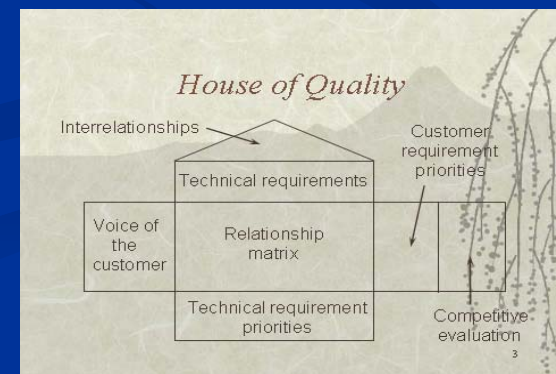 House of Quality
Interrelationships
Customer
requirement
priorities
Technical requirements
Voice of
the
customer
Relationship
matrix
Technical requirement
priorities
Competitive
evaluation
3